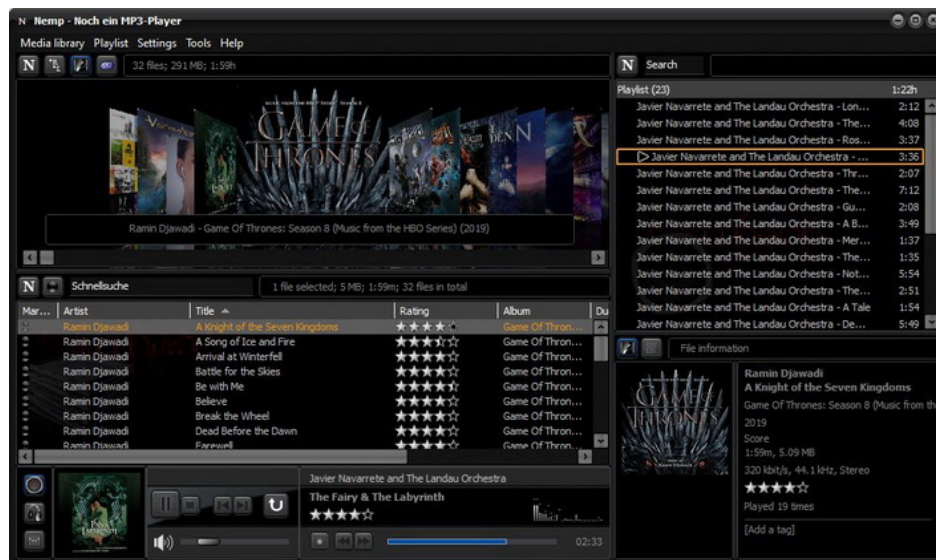 N Nemp - Noch ein MP3-Player
Media library Playlist Settings Tools Help
N 32 files; 291 MB; 1:59h
GAME OF THRONES
Ramin Djawadi - Game Of Thrones: Season 8 (Music from the HBO Series) (2019)
N Schnellsuche 1 file selected; 5 MB; 1:59m; 32 files in total
Mar... Artist Title Rating Album Du
Ramin Djawadi A Knight of the Seven Kingdoms Game Of Thron...
Ramin Djawadi A Song of Ice and Fire Game Of Thron...
Ramin Djawadi Arrival at Winterfell Game Of Thron...
Ramin Djawadi Battle for the Skies Game Of Thron...
Ramin Djawadi Be with Me Game Of Thron...
Ramin Djawadi Believe Game Of Thron...
Ramin Djawadi Break the Wheel Game Of Thron...
Ramin Djawadi Dead Before the Dawn Game Of Thron...
Ramin Djawadi Farewell Game Of Thron...
Javier Navarrete and The Landau Orchestra
The Fairy & The Labyrinth
02:33
N Search
Playlist (23) 1:22h
Javier Navarrete and The Landau Orchestra - Lon... 2:12
Javier Navarrete and The Landau Orchestra - The... 4:08
Javier Navarrete and The Landau Orchestra - Ros... 3:37
Javier Navarrete and The Landau Orchestra - ... 3:36
Javier Navarrete and The Landau Orchestra - Thr... 2:07
Javier Navarrete and The Landau Orchestra - The... 7:12
Javier Navarrete and The Landau Orchestra - Gu... 2:08
Javier Navarrete and The Landau Orchestra - A B... 3:49
Javier Navarrete and The Landau Orchestra - Mer... 1:37
Javier Navarrete and The Landau Orchestra - The... 1:35
Javier Navarrete and The Landau Orchestra - Not... 5:54
Javier Navarrete and The Landau Orchestra - The... 2:51
Javier Navarrete and The Landau Orchestra - A Tale 1:54
Javier Navarrete and The Landau Orchestra - De... 5:49
File information
GAME OF THRONES
Ramin Djawadi
A Knight of the Seven Kingdoms
Game Of Thrones: Season 8 (Music from the
2019
Score
1:59m, 5.09 MB
320 kbit/s, 44.1 kHz, Stereo
Played 19 times
[Add a tag]